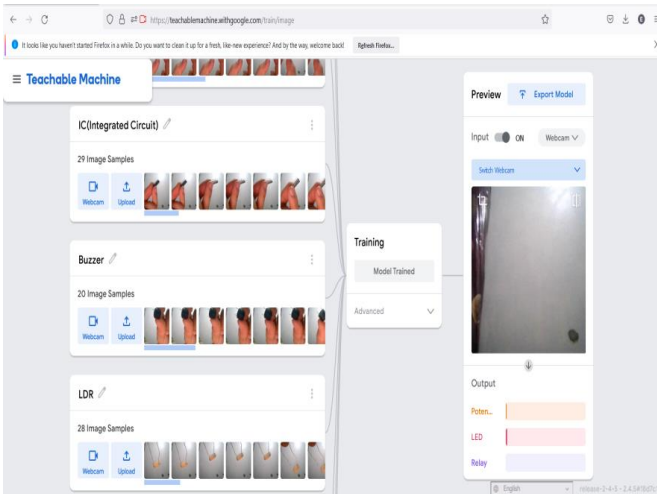 https://teachablemachine.withgoogle.com/train/image
It looks like you haven't started Firefox in a while. Do you want to clean it up for a fresh, like-new experience? And by the way, welcome back!
Refresh Firefox...
Teachable Machine
IC(Integrated Circuit)
29 Image Samples
Webcam
Upload
Buzzer
20 Image Samples
Webcam
Upload
LDR
28 Image Samples
Webcam
Upload
Training
Model Trained
Advanced
Preview
Export Model
Input
ON
Webcam
Switch Webcam
Output
Poten...
LED
Relay
English